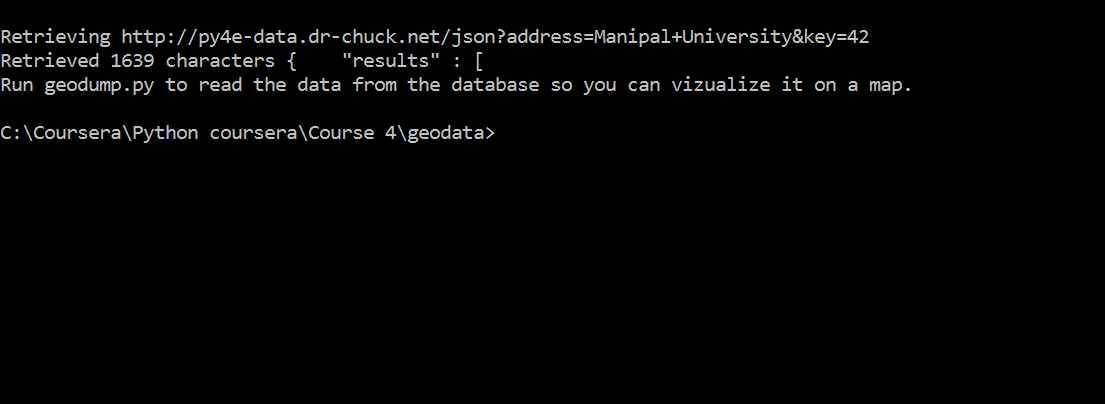 Retrieving http://py4e-data.dr-chuck.net/json?address=Manipal+University&key=42
Retrieved 1639 characters {    "results" : [
Run geodump.py to read the data from the database so you can vizualize it on a map.
C:\Coursera\Python coursera\Course 4\geodata>